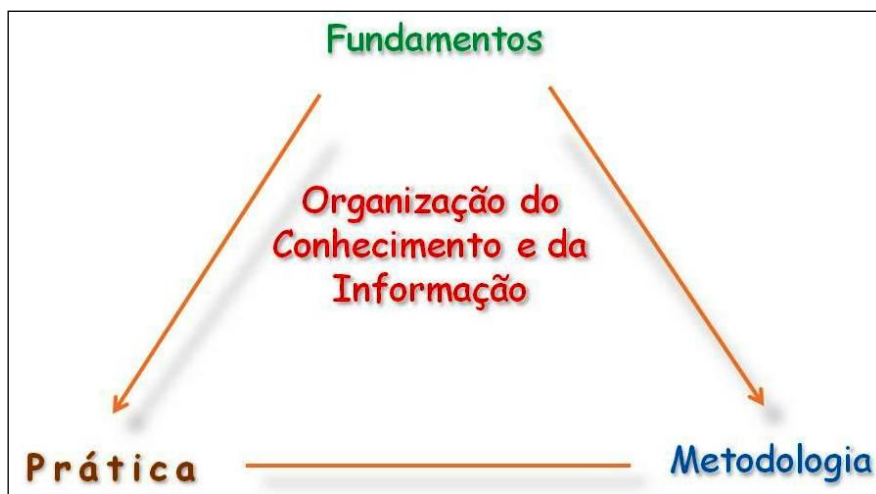 Fundamentos
Organização do
Conhecimento e da
Informação
Prática
Metodologia